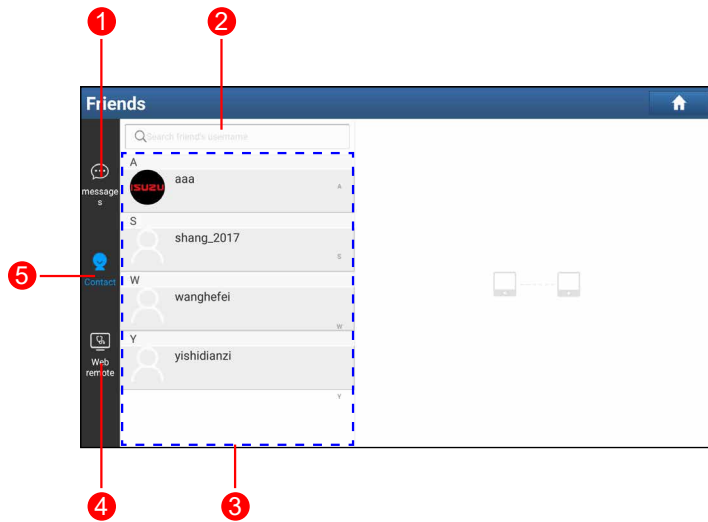 1
2
Friends
Search friend's username
A
aaa
ISUZU
A
message
s
S
shang_2017
S
5
Contact
W
wanghefei
W
Web
remote
Y
yishidianzi
Y
4
3